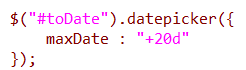 $("#toDate").datepicker({
    maxDate : "+20d"
});